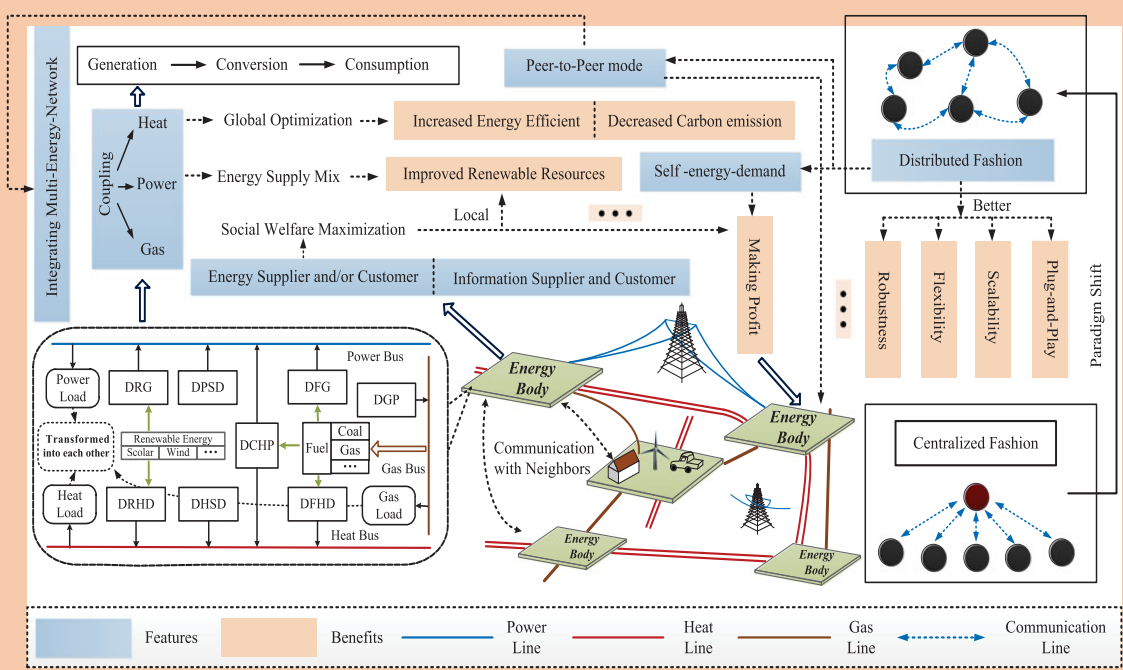 Integrating Multi-Energy-Network
Generation
Conversion
Consumption
Peer-to-Peer mode
Coupling
Heat
Power
Gas
Global Optimization
Increased Energy Efficient
Decreased Carbon emission
Energy Supply Mix
Improved Renewable Resources
Self -energy-demand
Distributed Fashion
Local
Better
Social Welfare Maximization
Energy Supplier and/or Customer
Information Supplier and Customer
Making Profit
Robustness
Flexibility
Scalability
Plug-and-Play
Paradigm Shift
Power Bus
Power
Load
DRG
DPSD
DFG
DGP
Transformed
into each other
Renewable Energy
Scolar
Wind
•••
DCHP
Fuel
Coal
Gas
•••
Gas Bus
Heat
Load
DRHD
DHSD
DFHD
Gas
Load
Heat Bus
Energy
Body
Energy
Body
Communication
with Neighbors
Energy
Body
Energy
Body
Centralized Fashion
Features
Benefits
Power
Line
Heat
Line
Gas
Line
Communication
Line